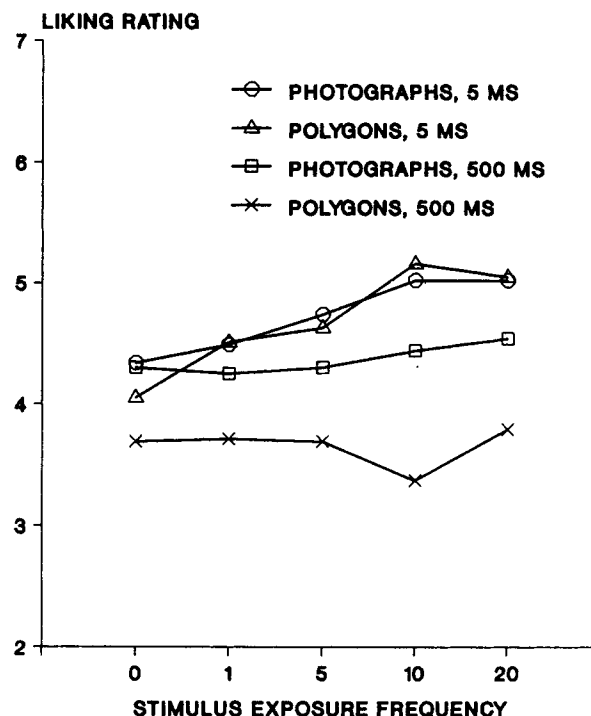 LIKING RATING
7
6
5
4
3
2
PHOTOGRAPHS, 5 MS
POLYGONS, 5 MS
PHOTOGRAPHS, 500 MS
POLYGONS, 500 MS
0 1 5 10 20
STIMULUS EXPOSURE FREQUENCY